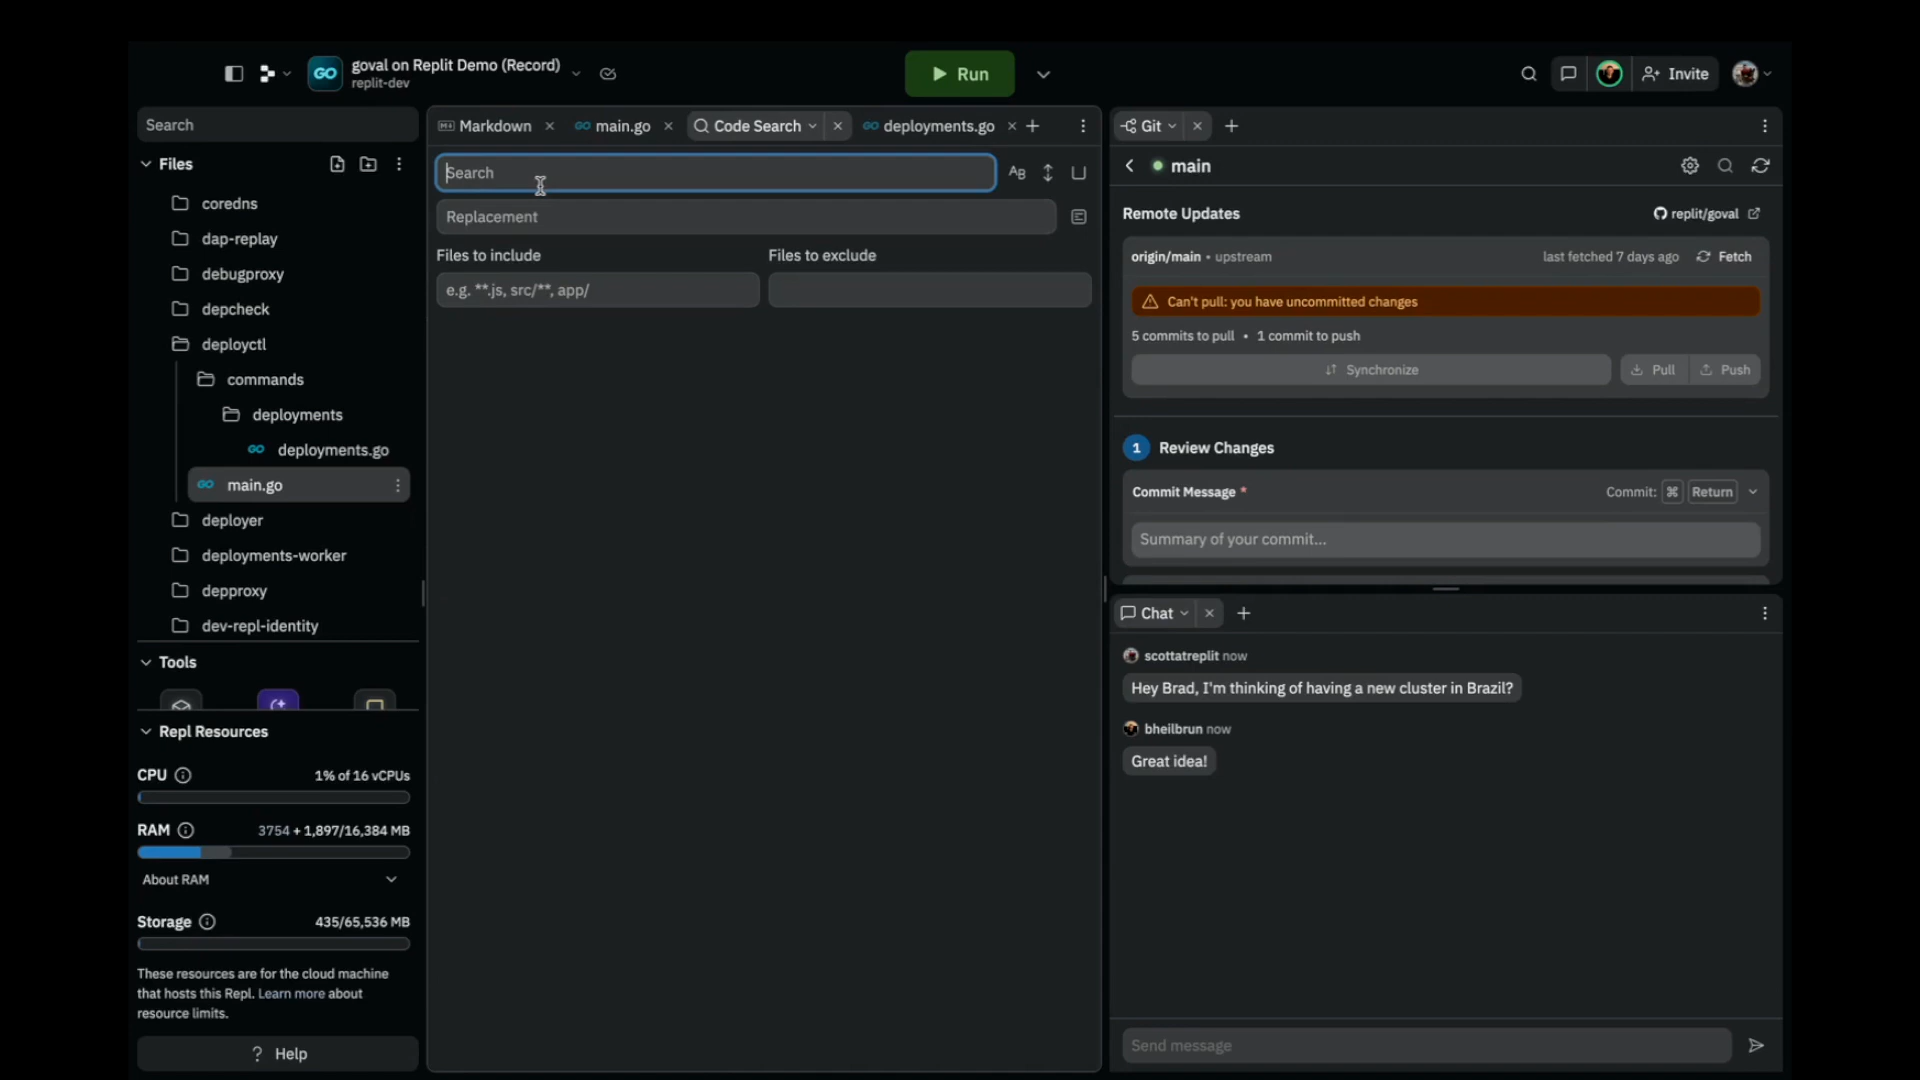 GO
goval on Replit Demo (Record)
replit-dev
Run
Invite
Search
Files
coredns
dap-replay
debugproxy
depcheck
deployctl
commands
deployments
GO deployments.go
GO main.go
deployer
deployments-worker
depproxy
dev-repl-identity
Tools
Repl Resources
CPU 1% of 16 vCPUs
RAM 3754 + 1,897/16,384 MB
About RAM
Storage 435/65,536 MB
These resources are for the cloud machine
that hosts this Repl. Learn more about
resource limits.
? Help
Markdown
GO main.go
Code Search
GO deployments.go
Search
AB
Replacement
Files to include
Files to exclude
e.g. **.js, src/**, app/
Git
main
Remote Updates
replit/goval
origin/main • upstream
last fetched 7 days ago
Fetch
Can't pull: you have uncommitted changes
5 commits to pull • 1 commit to push
Synchronize
Pull
Push
1 Review Changes
Commit Message *
Commit: ⌘ Return
Summary of your commit...
Chat
scottatreplit now
Hey Brad, I'm thinking of having a new cluster in Brazil?
bheilbrun now
Great idea!
Send message